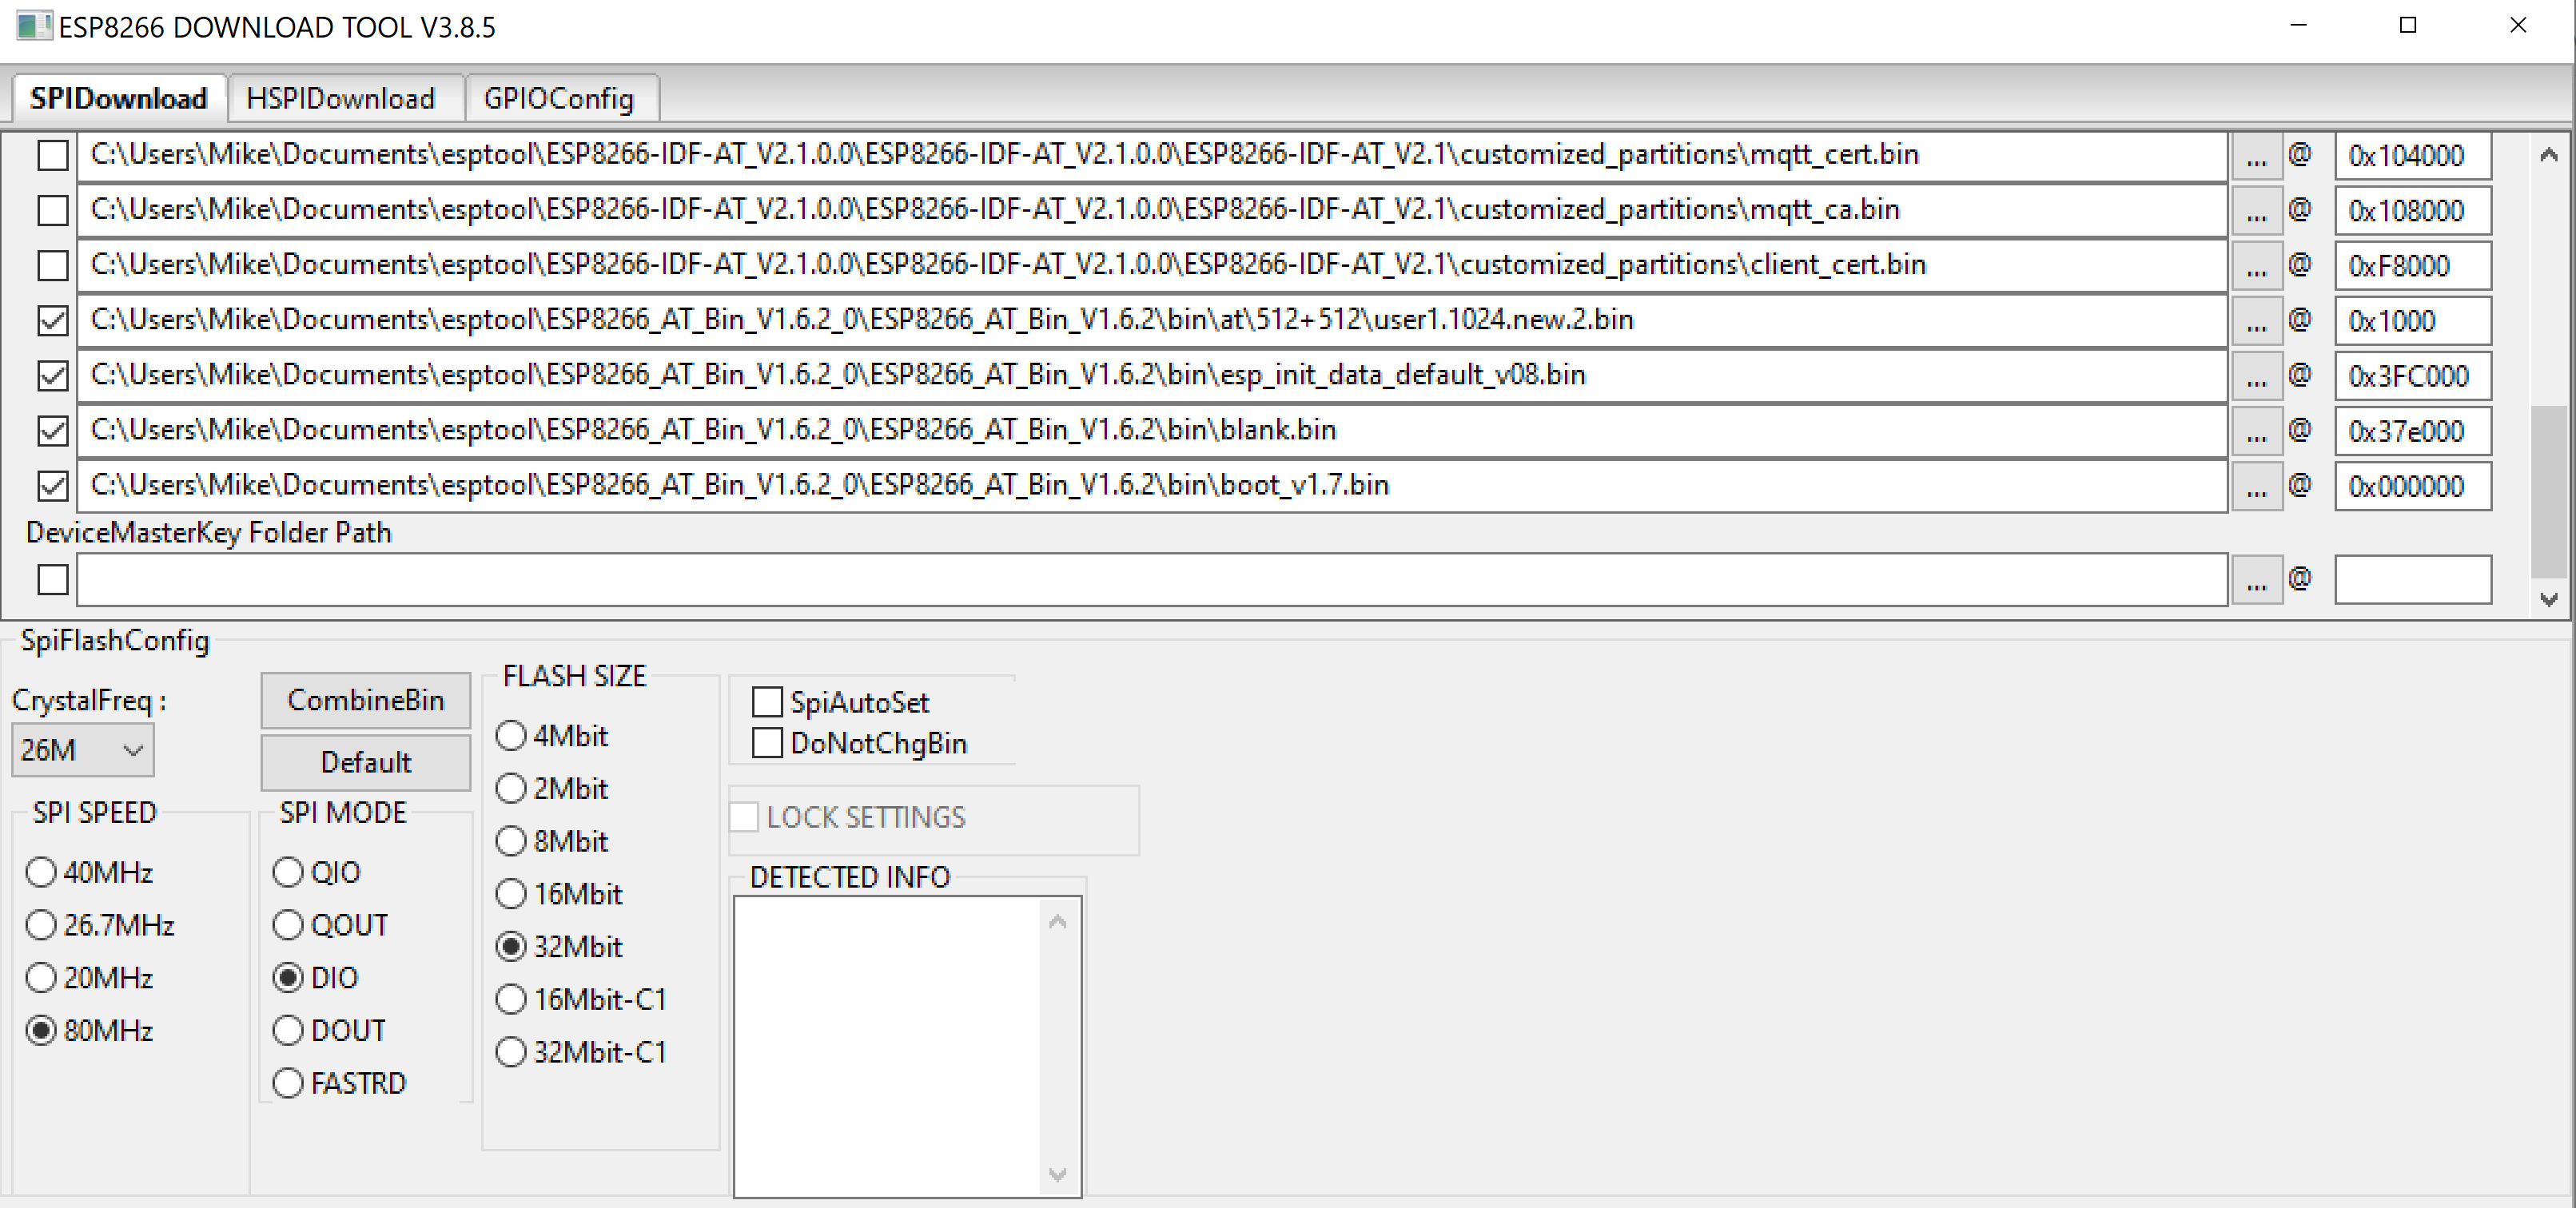 ESP8266 DOWNLOAD TOOL V3.8.5
SPIDownload HSPIDownload GPIOConfig
C:\Users\Mike\Documents\esptool\ESP8266-IDF-AT_V2.1.0.0\ESP8266-IDF-AT_V2.1.0.0\ESP8266-IDF-AT_V2.1\customized_partitions\mqtt_cert.bin ... @ 0x104000
C:\Users\Mike\Documents\esptool\ESP8266-IDF-AT_V2.1.0.0\ESP8266-IDF-AT_V2.1.0.0\ESP8266-IDF-AT_V2.1\customized_partitions\mqtt_ca.bin ... @ 0x108000
C:\Users\Mike\Documents\esptool\ESP8266-IDF-AT_V2.1.0.0\ESP8266-IDF-AT_V2.1.0.0\ESP8266-IDF-AT_V2.1\customized_partitions\client_cert.bin ... @ 0xF8000
C:\Users\Mike\Documents\esptool\ESP8266_AT_Bin_V1.6.2_0\ESP8266_AT_Bin_V1.6.2\bin\at\512+512\user1.1024.new.2.bin ... @ 0x1000
C:\Users\Mike\Documents\esptool\ESP8266_AT_Bin_V1.6.2_0\ESP8266_AT_Bin_V1.6.2\bin\esp_init_data_default_v08.bin ... @ 0x3FC000
C:\Users\Mike\Documents\esptool\ESP8266_AT_Bin_V1.6.2_0\ESP8266_AT_Bin_V1.6.2\bin\blank.bin ... @ 0x37e000
C:\Users\Mike\Documents\esptool\ESP8266_AT_Bin_V1.6.2_0\ESP8266_AT_Bin_V1.6.2\bin\boot_v1.7.bin ... @ 0x000000
DeviceMasterKey Folder Path
... @
SpiFlashConfig
CrystalFreq :
26M
CombineBin
Default
SPI SPEED
40MHz
26.7MHz
20MHz
80MHz
SPI MODE
QIO
QOUT
DIO
DOUT
FASTRD
FLASH SIZE
4Mbit
2Mbit
8Mbit
16Mbit
32Mbit
16Mbit-C1
32Mbit-C1
SpiAutoSet
DoNotChgBin
LOCK SETTINGS
DETECTED INFO